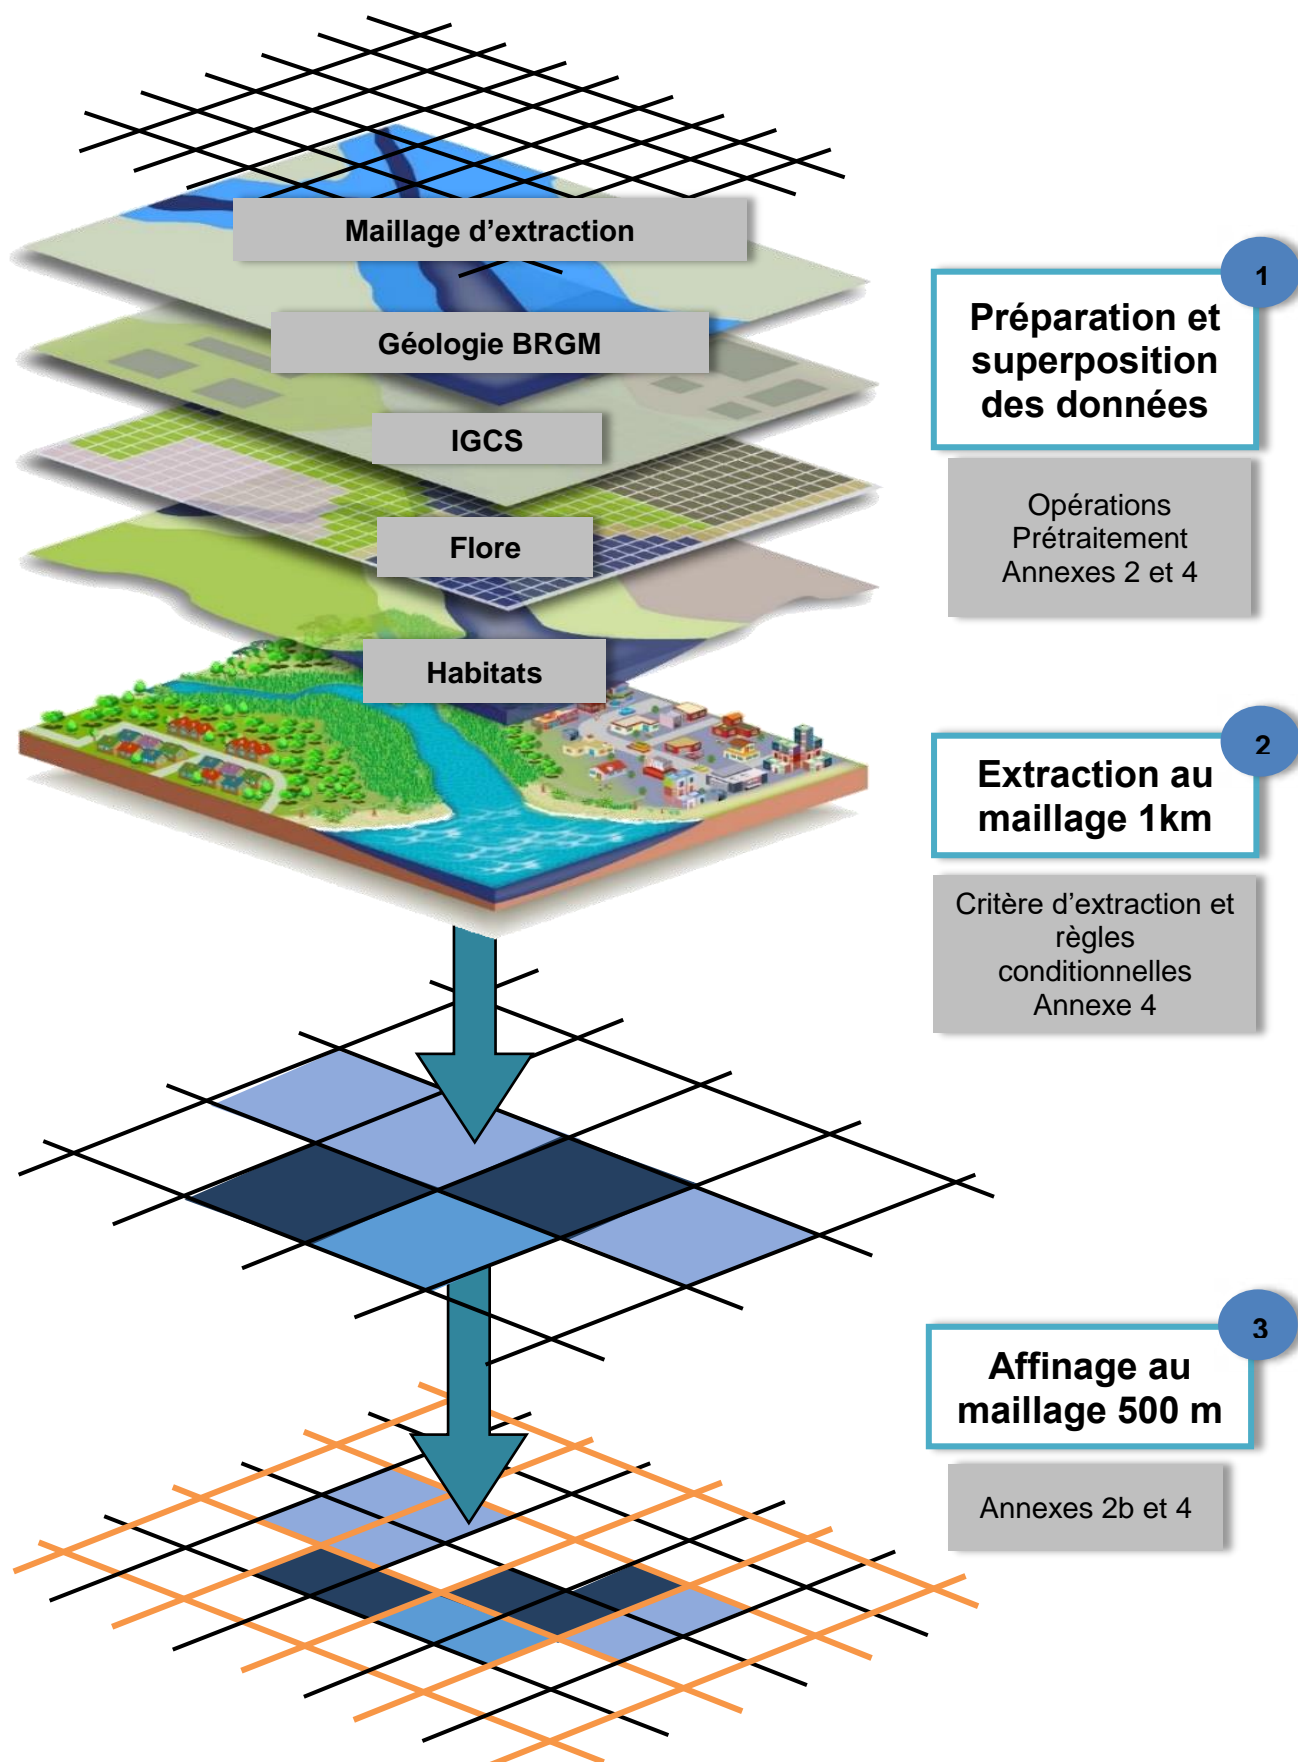 Maillage d’extraction
Géologie BRGM
IGCS
Flore
Habitats
1
Préparation et
superposition
des données
Opérations
Prétraitement
Annexes 2 et 4
2
Extraction au
maillage 1km
Critère d’extraction et
règles
conditionnelles
Annexe 4
3
Affinage au
maillage 500 m
Annexes 2b et 4